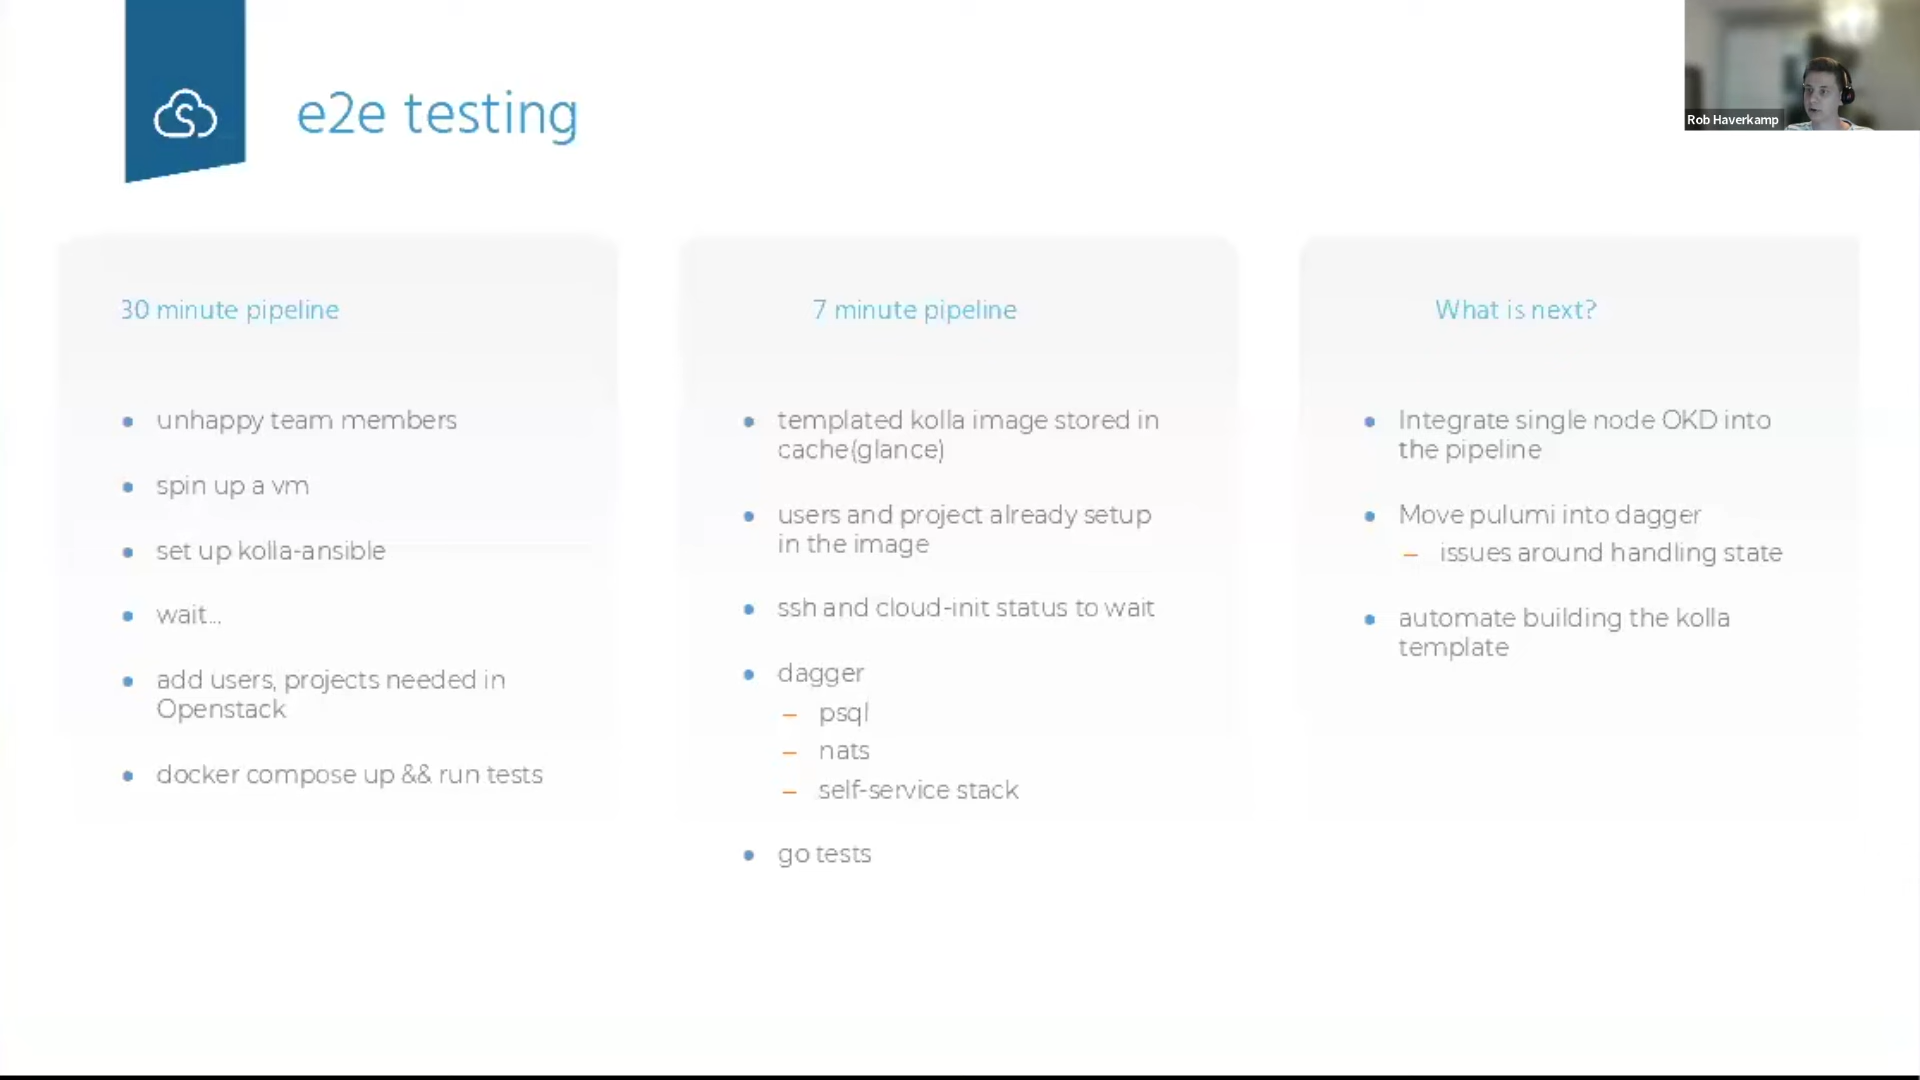 e2e testing
Rob Haverkamp
30 minute pipeline
unhappy team members
spin up a vm
set up kolla-ansible
wait...
add users, projects needed in
Openstack
docker compose up && run tests
7 minute pipeline
templated kolla image stored in
cache(glance)
users and project already setup
in the image
ssh and cloud-init status to wait
dagger
– psql
– nats
– self-service stack
go tests
What is next?
Integrate single node OKD into
the pipeline
Move pulumi into dagger
– issues around handling state
automate building the kolla
template